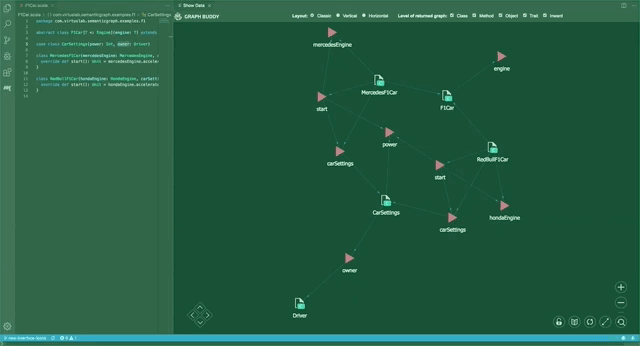 F1Car.scala
Show Data
F1Car.scala > com.virtuslab.semanticgraph.examples.f1 > CarSettings
GRAPH BUDDY
Layout: Classic Vertical Horizontal
Level of returned graph: Class Method Object Trait Inward
package com.virtuslab.semanticgraph.examples.f1
abstract class F1Car[T <: Engine](engine: T) extends
case class CarSettings(power: Int, owner: Driver)
class MercedesF1Car(mercedesEngine: MercedesEngine,
override def start(): Unit = mercedesEngine.accelerat
}
class RedBullF1Car(hondaEngine: HondaEngine, carSett
override def start(): Unit = hondaEngine.accelerat
}
mercedesEngine
engine
MercedesF1Car
F1Car
start
power
carSettings
RedBullF1Car
start
CarSettings
hondaEngine
carSettings
owner
Driver